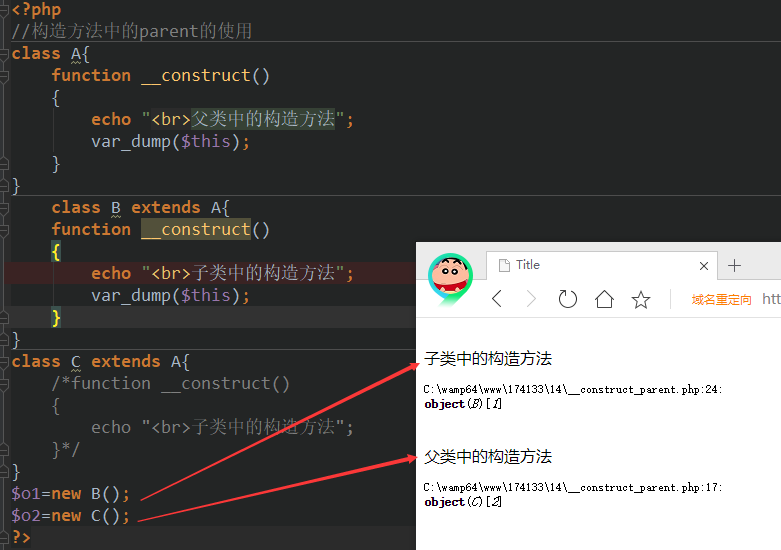 <?php
//构造方法中的parent的使用
class A{
    function __construct()
    {
        echo "<br>父类中的构造方法";
        var_dump($this);
    }
}
    class B extends A{
    function __construct()
    {
        echo "<br>子类中的构造方法";
        var_dump($this);
    }
}
class C extends A{
    /*function __construct()
    {
        echo "<br>子类中的构造方法";
    }*/
}
$o1=new B();
$o2=new C();
?>
Title
域名重定向 htt
子类中的构造方法
C:\wamp64\www\174133\14\__construct_parent.php:24:
object(B)[1]
父类中的构造方法
C:\wamp64\www\174133\14\__construct_parent.php:17:
object(C)[2]